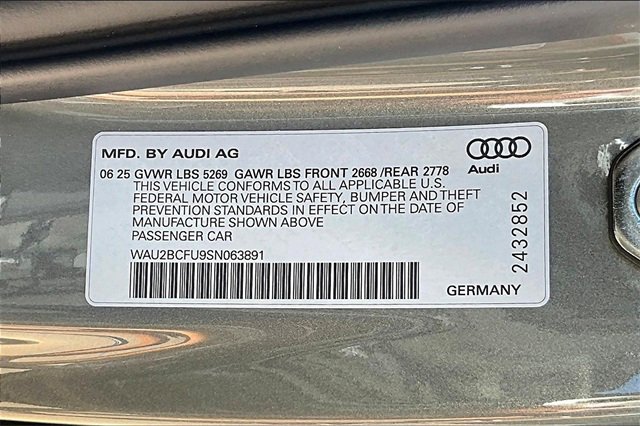 MFD. BY AUDI AG
Audi
06 25 GVWR LBS 5269 GAWR LBS FRONT 2668 /REAR 2778
THIS VEHICLE CONFORMS TO ALL APPLICABLE U.S.
FEDERAL MOTOR VEHICLE SAFETY, BUMPER AND THEFT
PREVENTION STANDARDS IN EFFECT ON THE DATE OF
MANUFACTURE SHOWN ABOVE
PASSENGER CAR
WAU2BCFU9SN063891
GERMANY
2432852